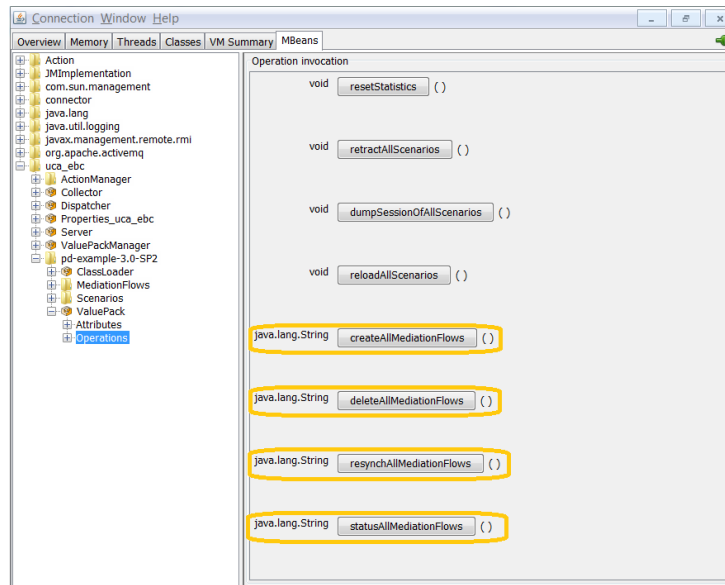 Connection Window Help
Overview Memory Threads Classes VM Summary MBeans
Action
JMImplementation
com.sun.management
connector
java.lang
java.util.logging
javax.management.remote.rmi
org.apache.activemq
uca_ebc
ActionManager
Collector
Dispatcher
Properties_uca_ebc
Server
ValuePackManager
pd-example-3.0-SP2
ClassLoader
MediationFlows
Scenarios
ValuePack
Attributes
Operations
Operation invocation
void resetStatistics ( )
void retractAllScenarios ( )
void dumpSessionOfAllScenarios ( )
void reloadAllScenarios ( )
java.lang.String createAllMediationFlows ( )
java.lang.String deleteAllMediationFlows ( )
java.lang.String resynchAllMediationFlows ( )
java.lang.String statusAllMediationFlows ( )